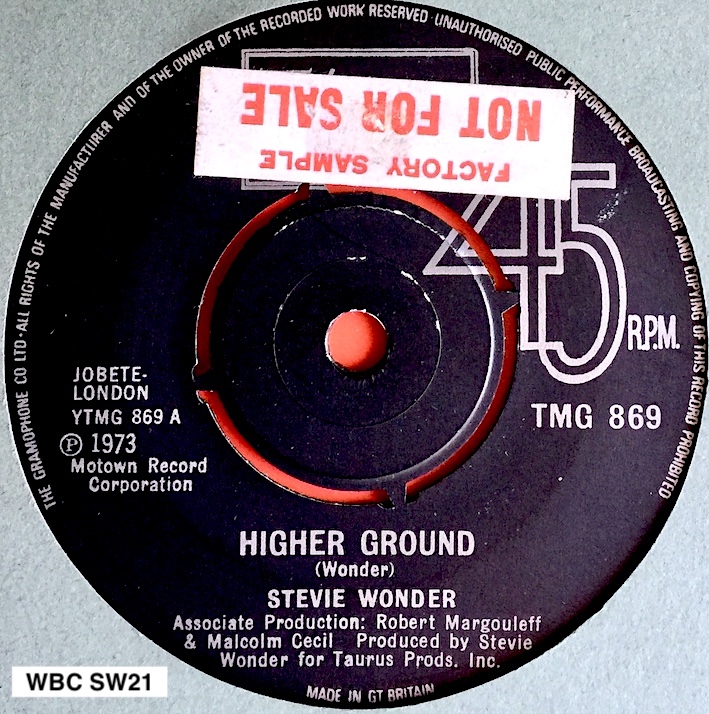 THE GRAMOPHONE CO LTD · ALL RIGHTS OF THE MANUFACTURER AND OF THE OWNER OF THE RECORDED WORK RESERVED · UNAUTHORISED PUBLIC PERFORMANCE BROADCASTING AND COPYING OF THIS RECORD PROHIBITED
FACTORY SAMPLE
NOT FOR SALE
45
R.P.M.
JOBETE-
LONDON
YTMG 869 A
Ⓟ 1973
Motown Record
Corporation
TMG 869
HIGHER GROUND
(Wonder)
STEVIE WONDER
Associate Production: Robert Margouleff
& Malcolm Cecil Produced by Stevie
Wonder for Taurus Prods. Inc.
MADE IN GT BRITAIN
WBC SW21